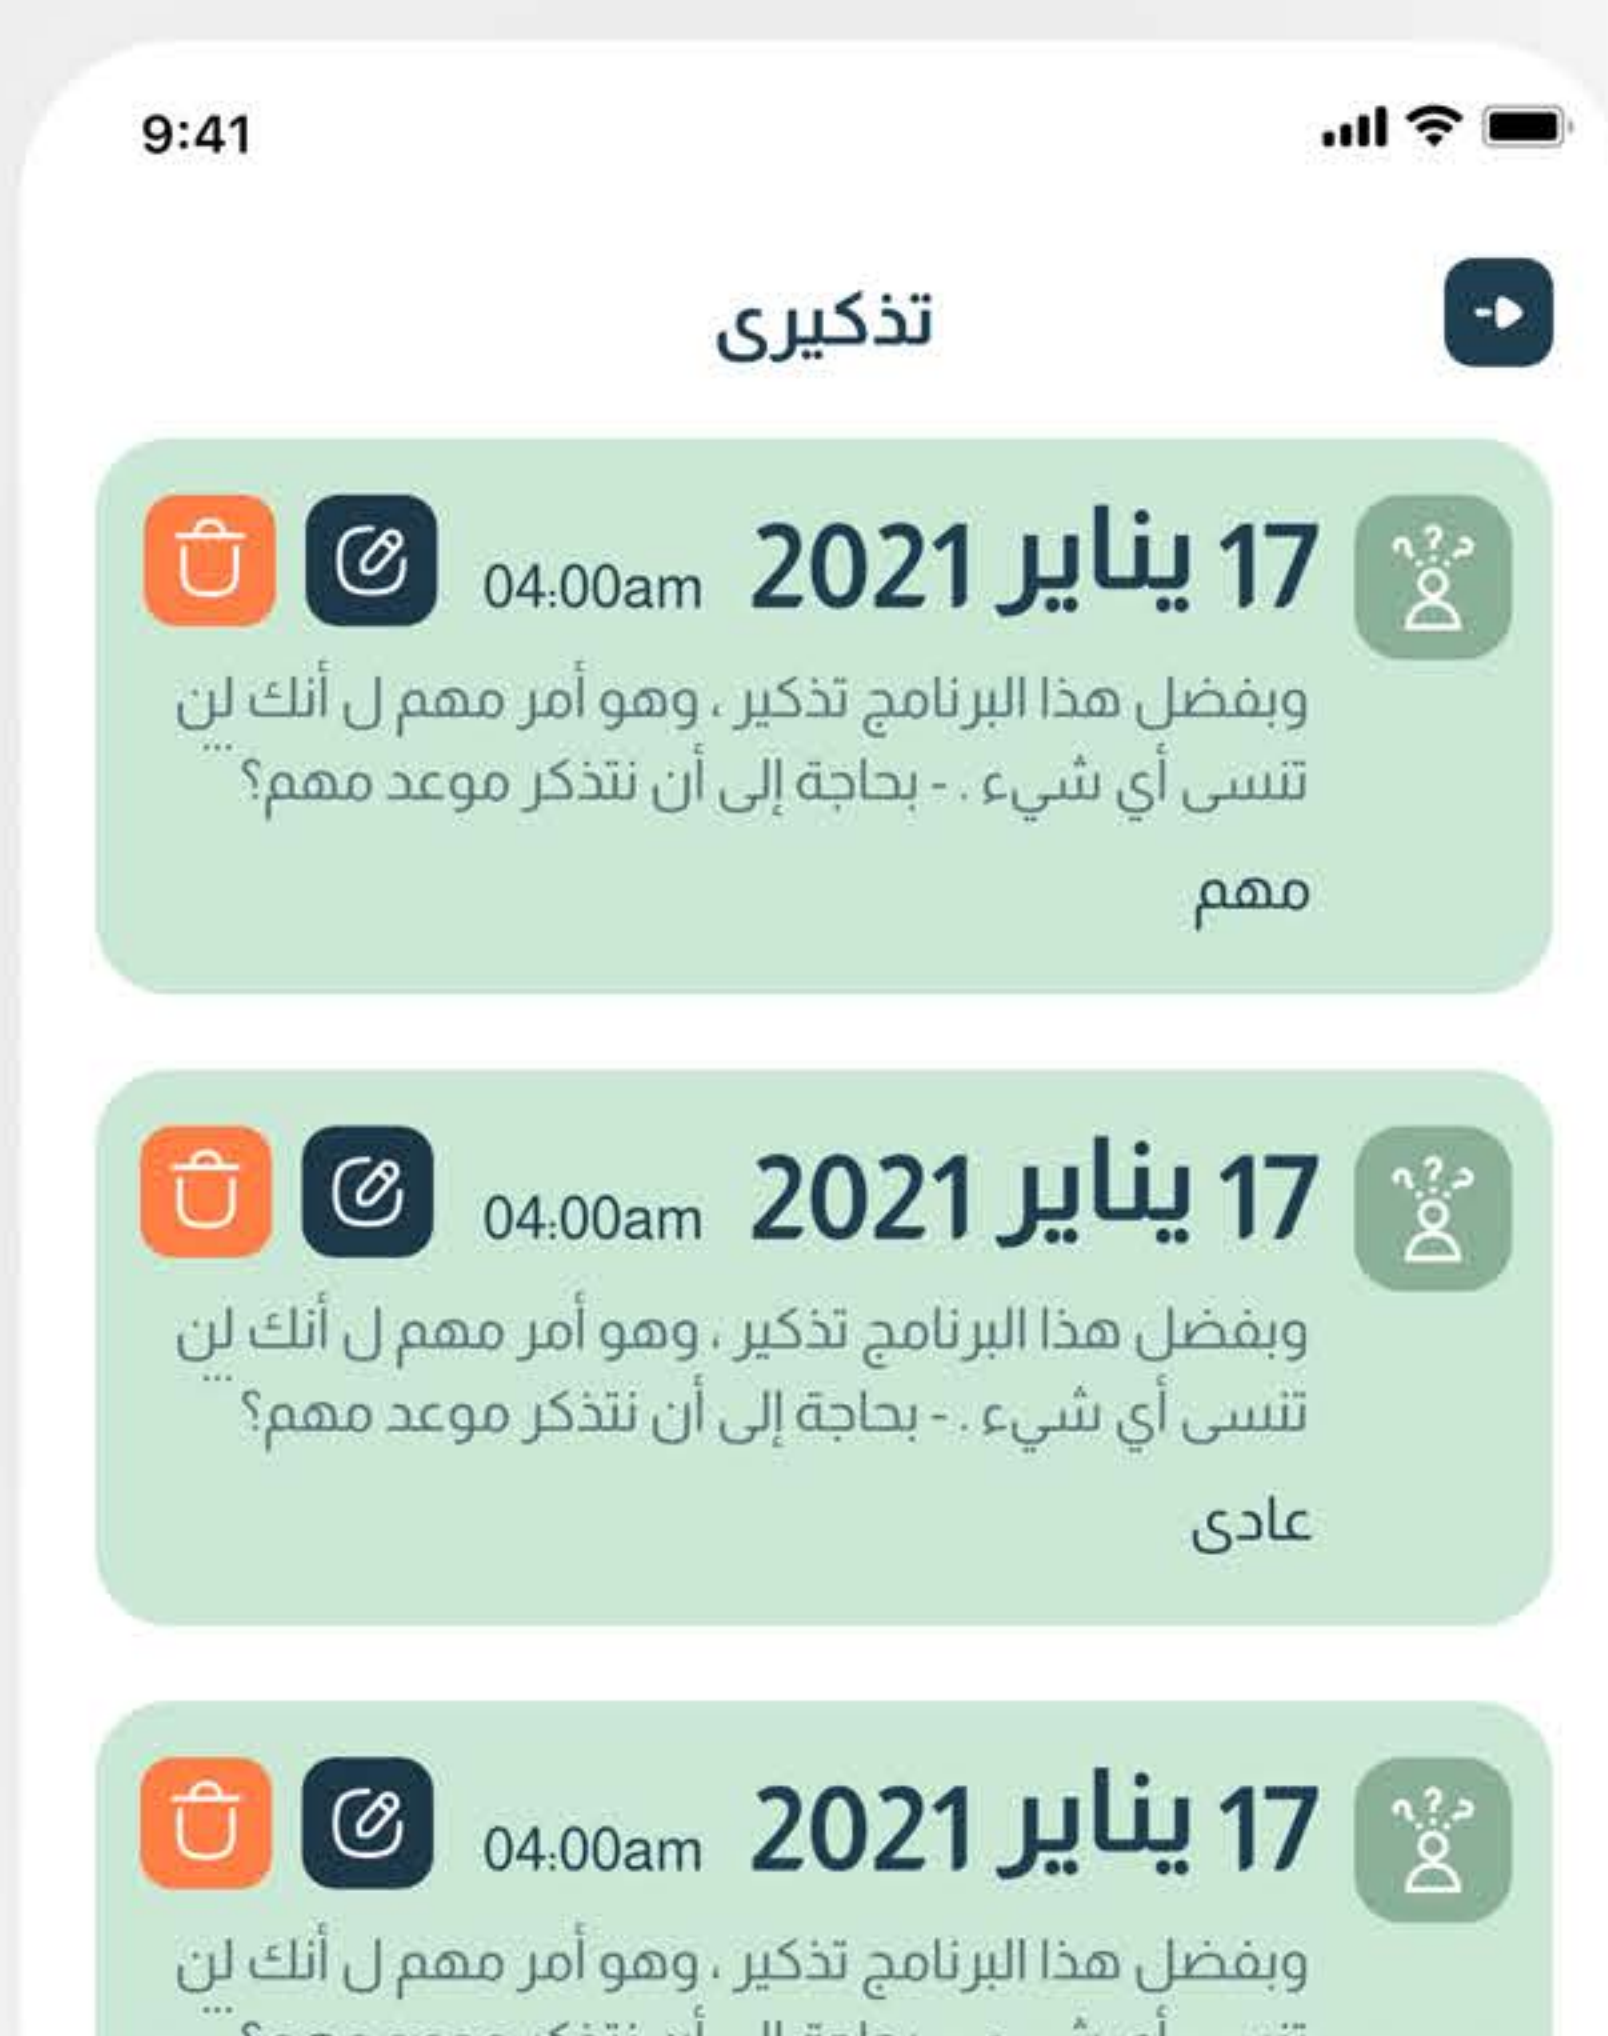 9:41
تذكيرى
17 يناير 2021 04:00am
وبفضل هذا البرنامج تذكير ، وهو أمر مهم ل أنك لن
تنسى أي شيء . - بحاجة إلى أن نتذكر موعد مهم؟ ...
مهم
17 يناير 2021 04:00am
وبفضل هذا البرنامج تذكير ، وهو أمر مهم ل أنك لن
تنسى أي شيء . - بحاجة إلى أن نتذكر موعد مهم؟ ...
عادى
17 يناير 2021 04:00am
وبفضل هذا البرنامج تذكير ، وهو أمر مهم ل أنك لن